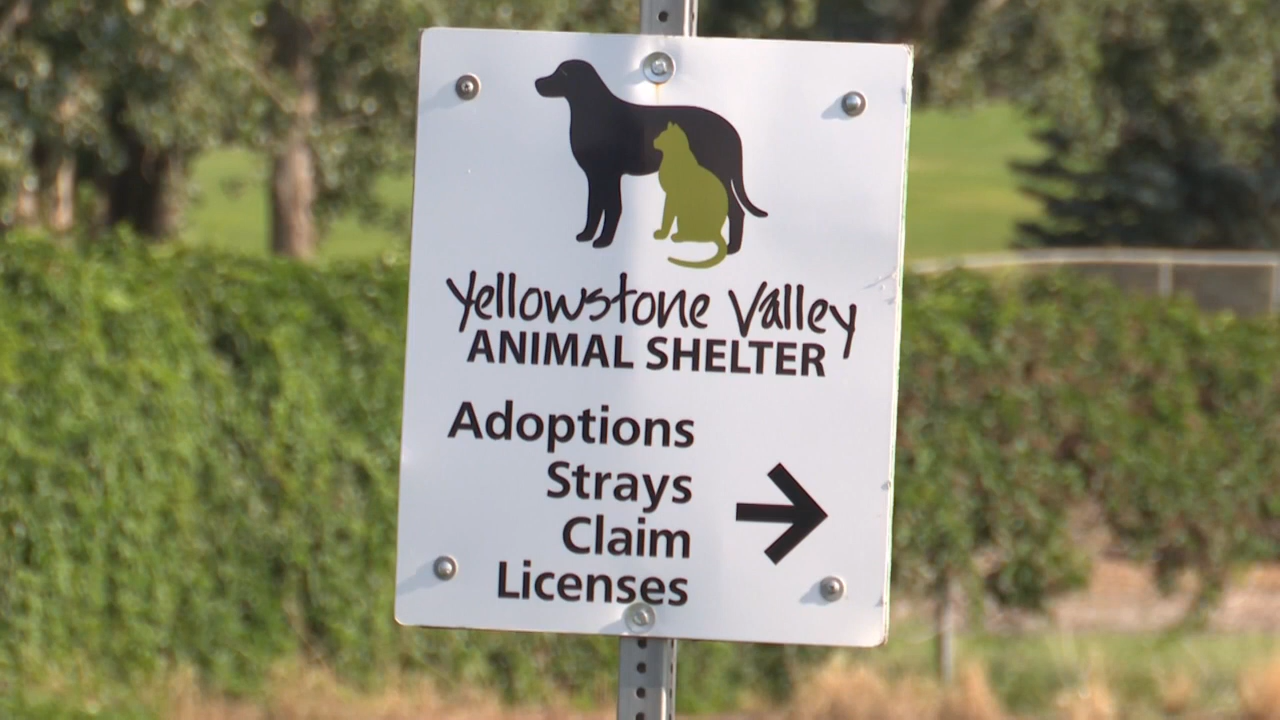 Yellowstone Valley
ANIMAL SHELTER
Adoptions
Strays
Claim
Licenses